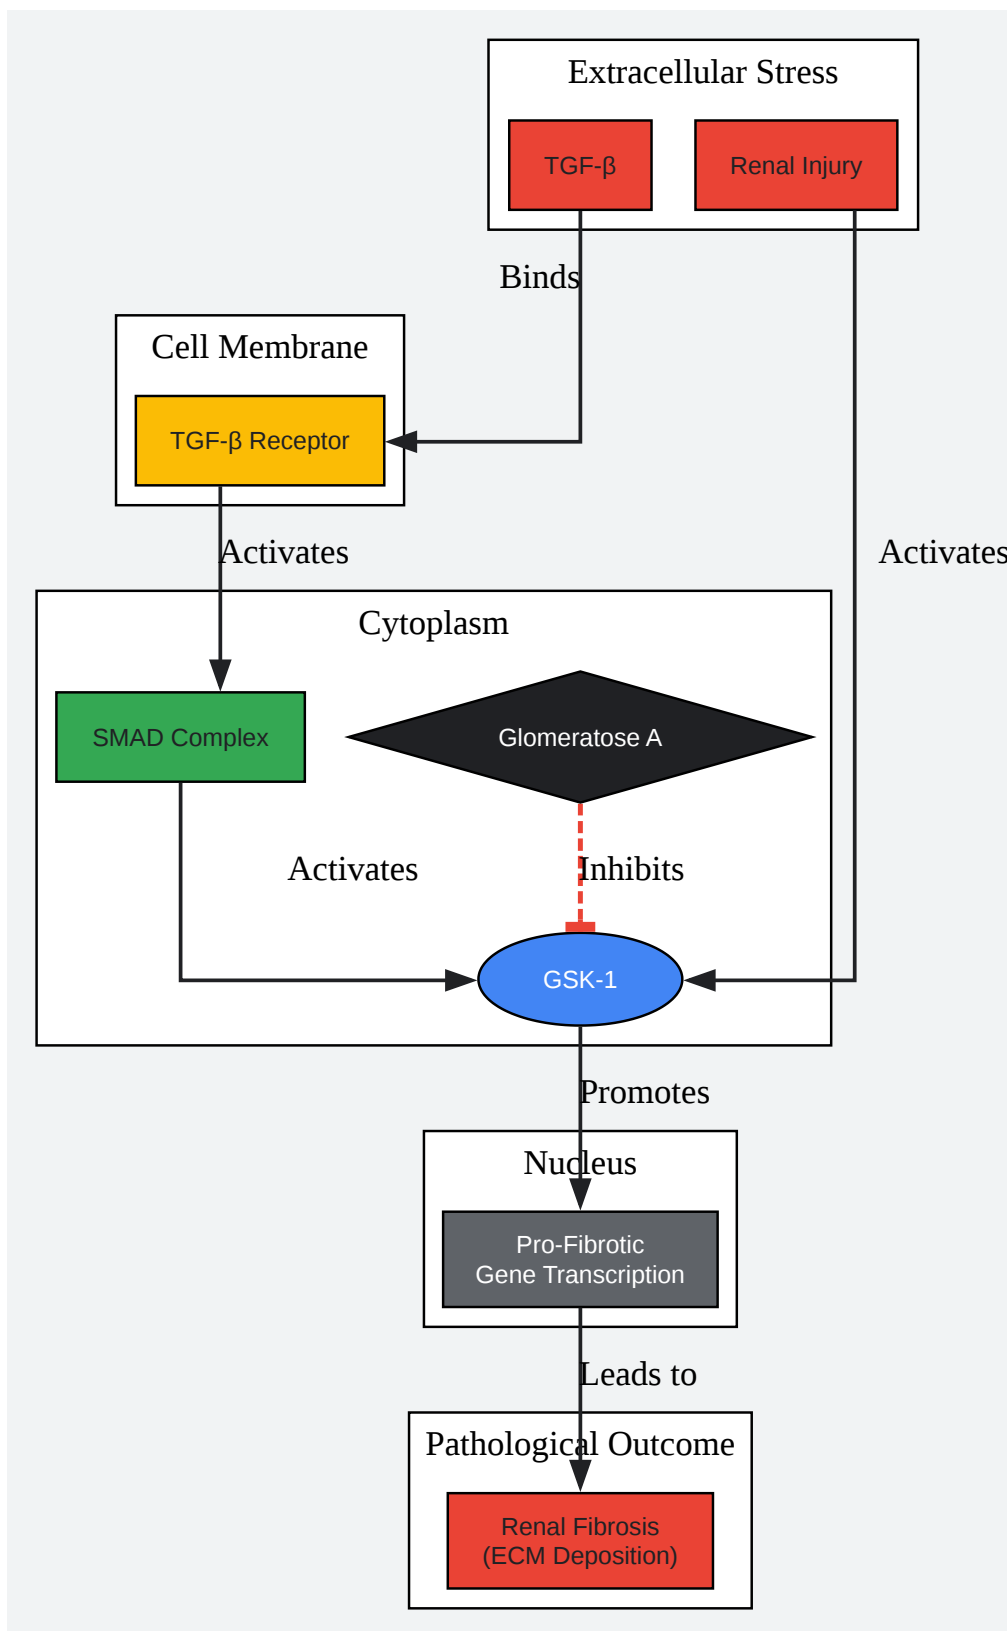 Extracellular Stress
TGF-β
Renal Injury
Binds
Cell Membrane
TGF-β Receptor
Activates
Activates
Cytoplasm
SMAD Complex
Glomeratose A
Activates
Inhibits
GSK-1
Promotes
Nucleus
Pro-Fibrotic
Gene Transcription
Leads to
Pathological Outcome
Renal Fibrosis
(ECM Deposition)